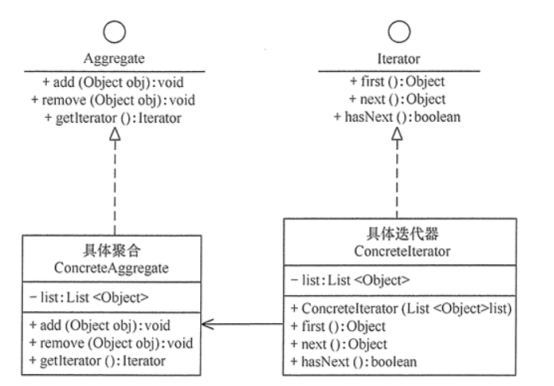 Aggregate
+ add (Object obj) : void
+ remove (Object obj) : void
+ getIterator () : Iterator
Iterator
+ first () : Object
+ next () : Object
+ hasNext () : boolean
具体聚合
ConcreteAggregate
- list : List <Object>
+ add (Object obj) : void
+ remove (Object obj) : void
+ getIterator () : Iterator
具体迭代器
ConcreteIterator
- list : List <Object>
+ ConcreteIterator (List <Object>list)
+ first () : Object
+ next () : Object
+ hasNext () : boolean